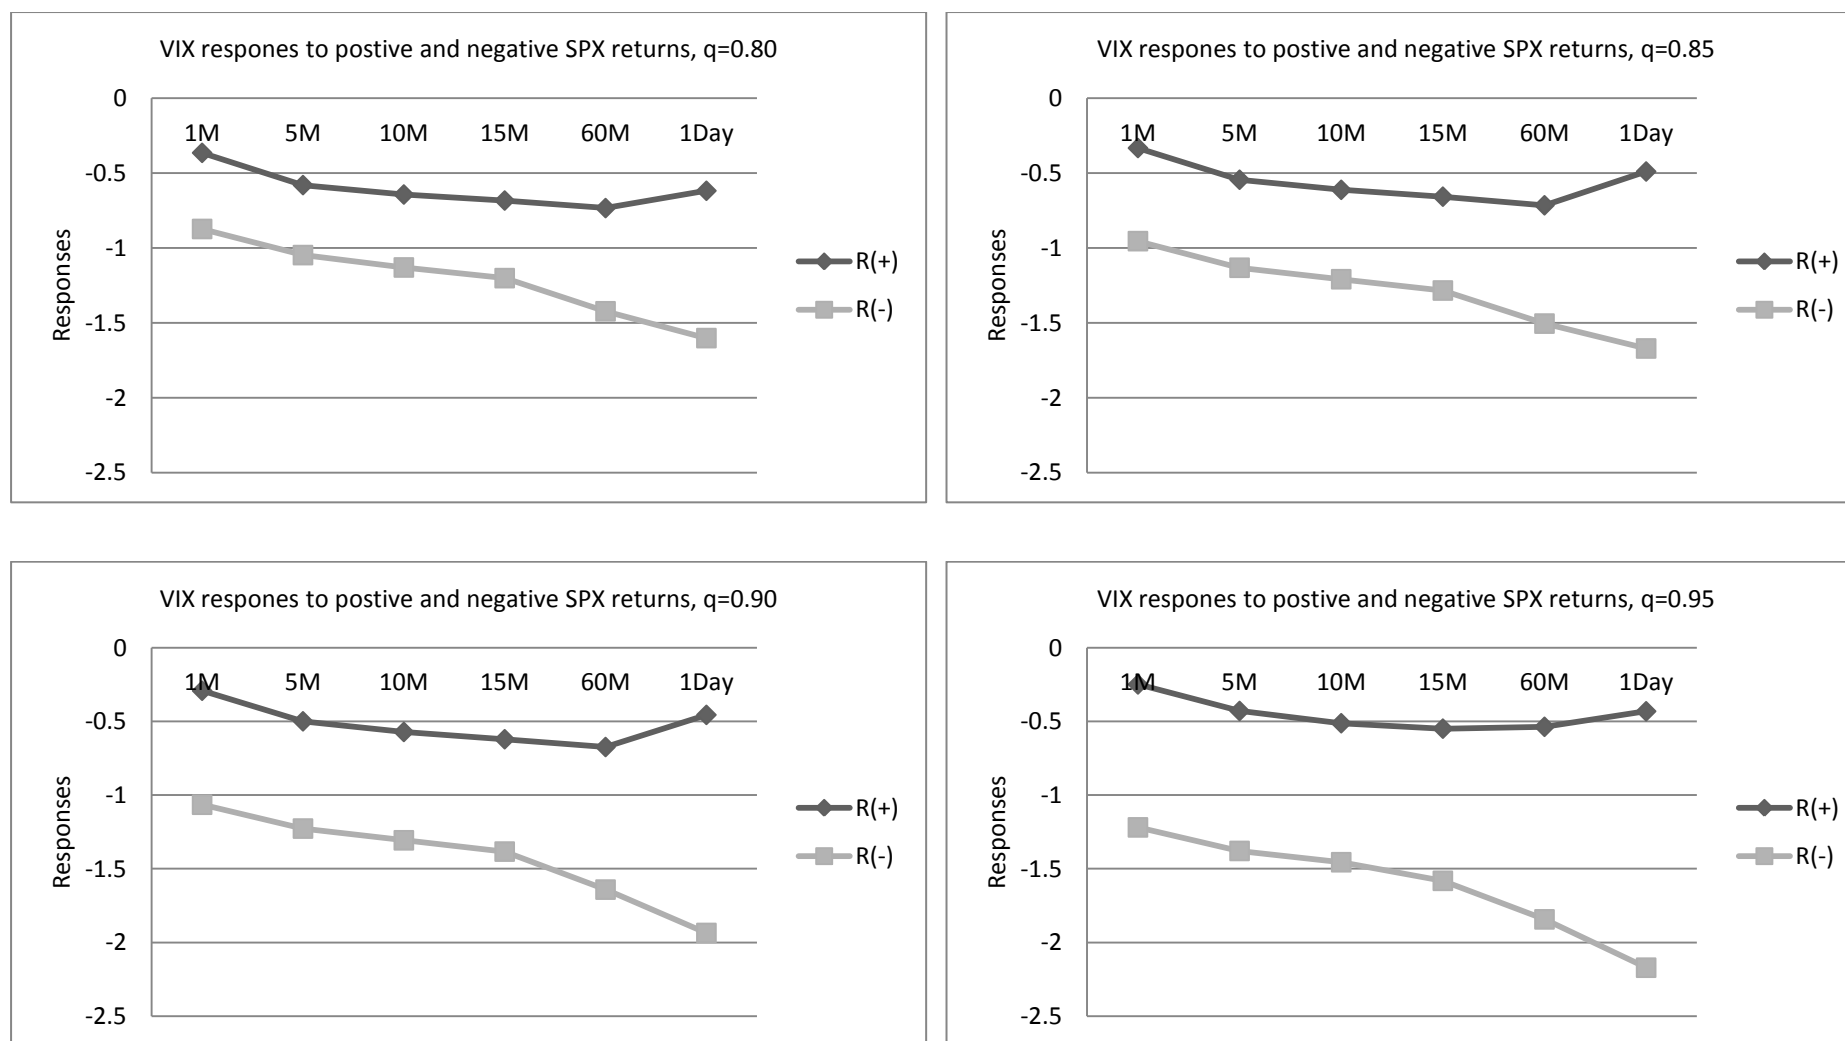 VIX respones to postive and negative SPX returns, q=0.80
0
1M 5M 10M 15M 60M 1Day
-0.5
-1
-1.5
-2
-2.5
Responses
R(+)
R(-)
VIX respones to postive and negative SPX returns, q=0.85
0
1M 5M 10M 15M 60M 1Day
-0.5
-1
-1.5
-2
-2.5
Responses
R(+)
R(-)
VIX respones to postive and negative SPX returns, q=0.90
0
1M 5M 10M 15M 60M 1Day
-0.5
-1
-1.5
-2
-2.5
Responses
R(+)
R(-)
VIX respones to postive and negative SPX returns, q=0.95
0
1M 5M 10M 15M 60M 1Day
-0.5
-1
-1.5
-2
-2.5
Responses
R(+)
R(-)